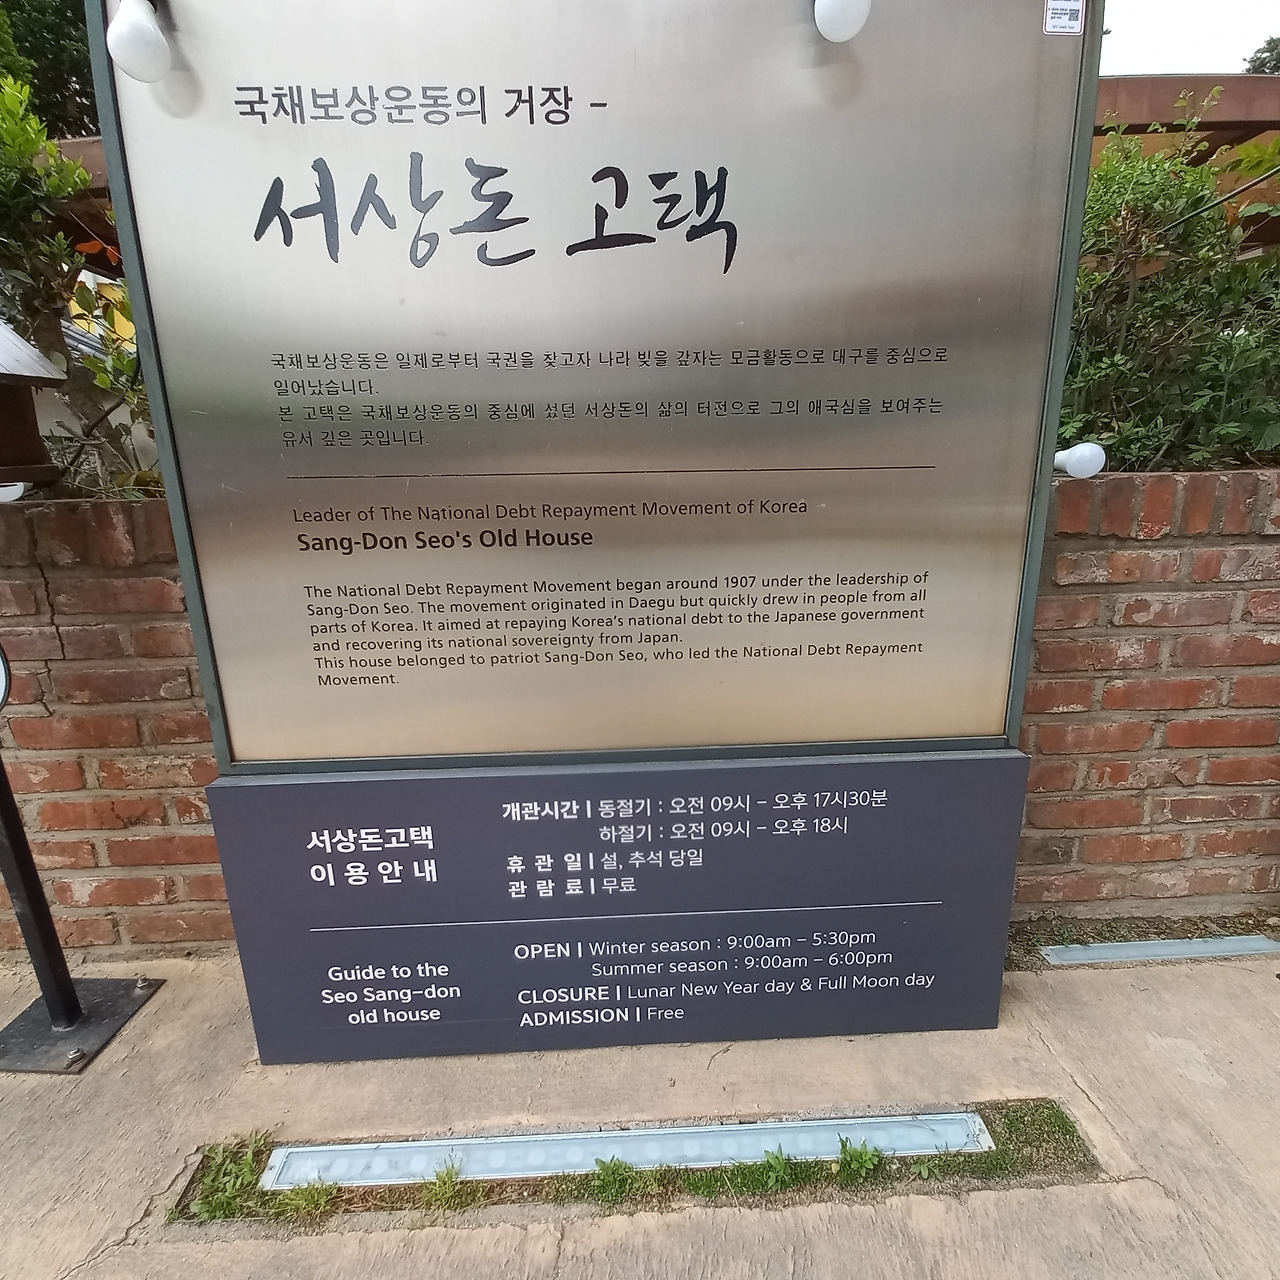 국채보상운동의 거장 –
서상돈 고택
국채보상운동은 일제로부터 국권을 찾고자 나라 빚을 갚자는 모금활동으로 대구를 중심으로
일어났습니다.
본 고택은 국채보상운동의 중심에 섰던 서상돈의 삶의 터전으로 그의 애국심을 보여주는
유서 깊은 곳입니다.
Leader of The National Debt Repayment Movement of Korea
Sang-Don Seo's Old House
The National Debt Repayment Movement began around 1907 under the leadership of
Sang-Don Seo. The movement originated in Daegu but quickly drew in people from all
parts of Korea. It aimed at repaying Korea's national debt to the Japanese government
and recovering its national sovereignty from Japan.
This house belonged to patriot Sang-Don Seo, who led the National Debt Repayment
Movement.
서상돈고택
이용안내
개관시간 | 동절기 : 오전 09시 – 오후 17시30분
하절기 : 오전 09시 – 오후 18시
휴 관 일 | 설, 추석 당일
관 람 료 | 무료
Guide to the
Seo Sang-don
old house
OPEN | Winter season : 9:00am – 5:30pm
Summer season : 9:00am – 6:00pm
CLOSURE | Lunar New Year day & Full Moon day
ADMISSION | Free